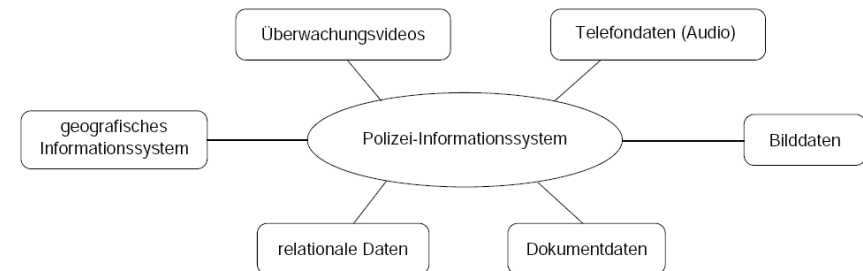 Überwachungsvideos
Telefondaten (Audio)
geografisches
Informationssystem
Polizei-Informationssystem
Bilddaten
relationale Daten
Dokumentdaten